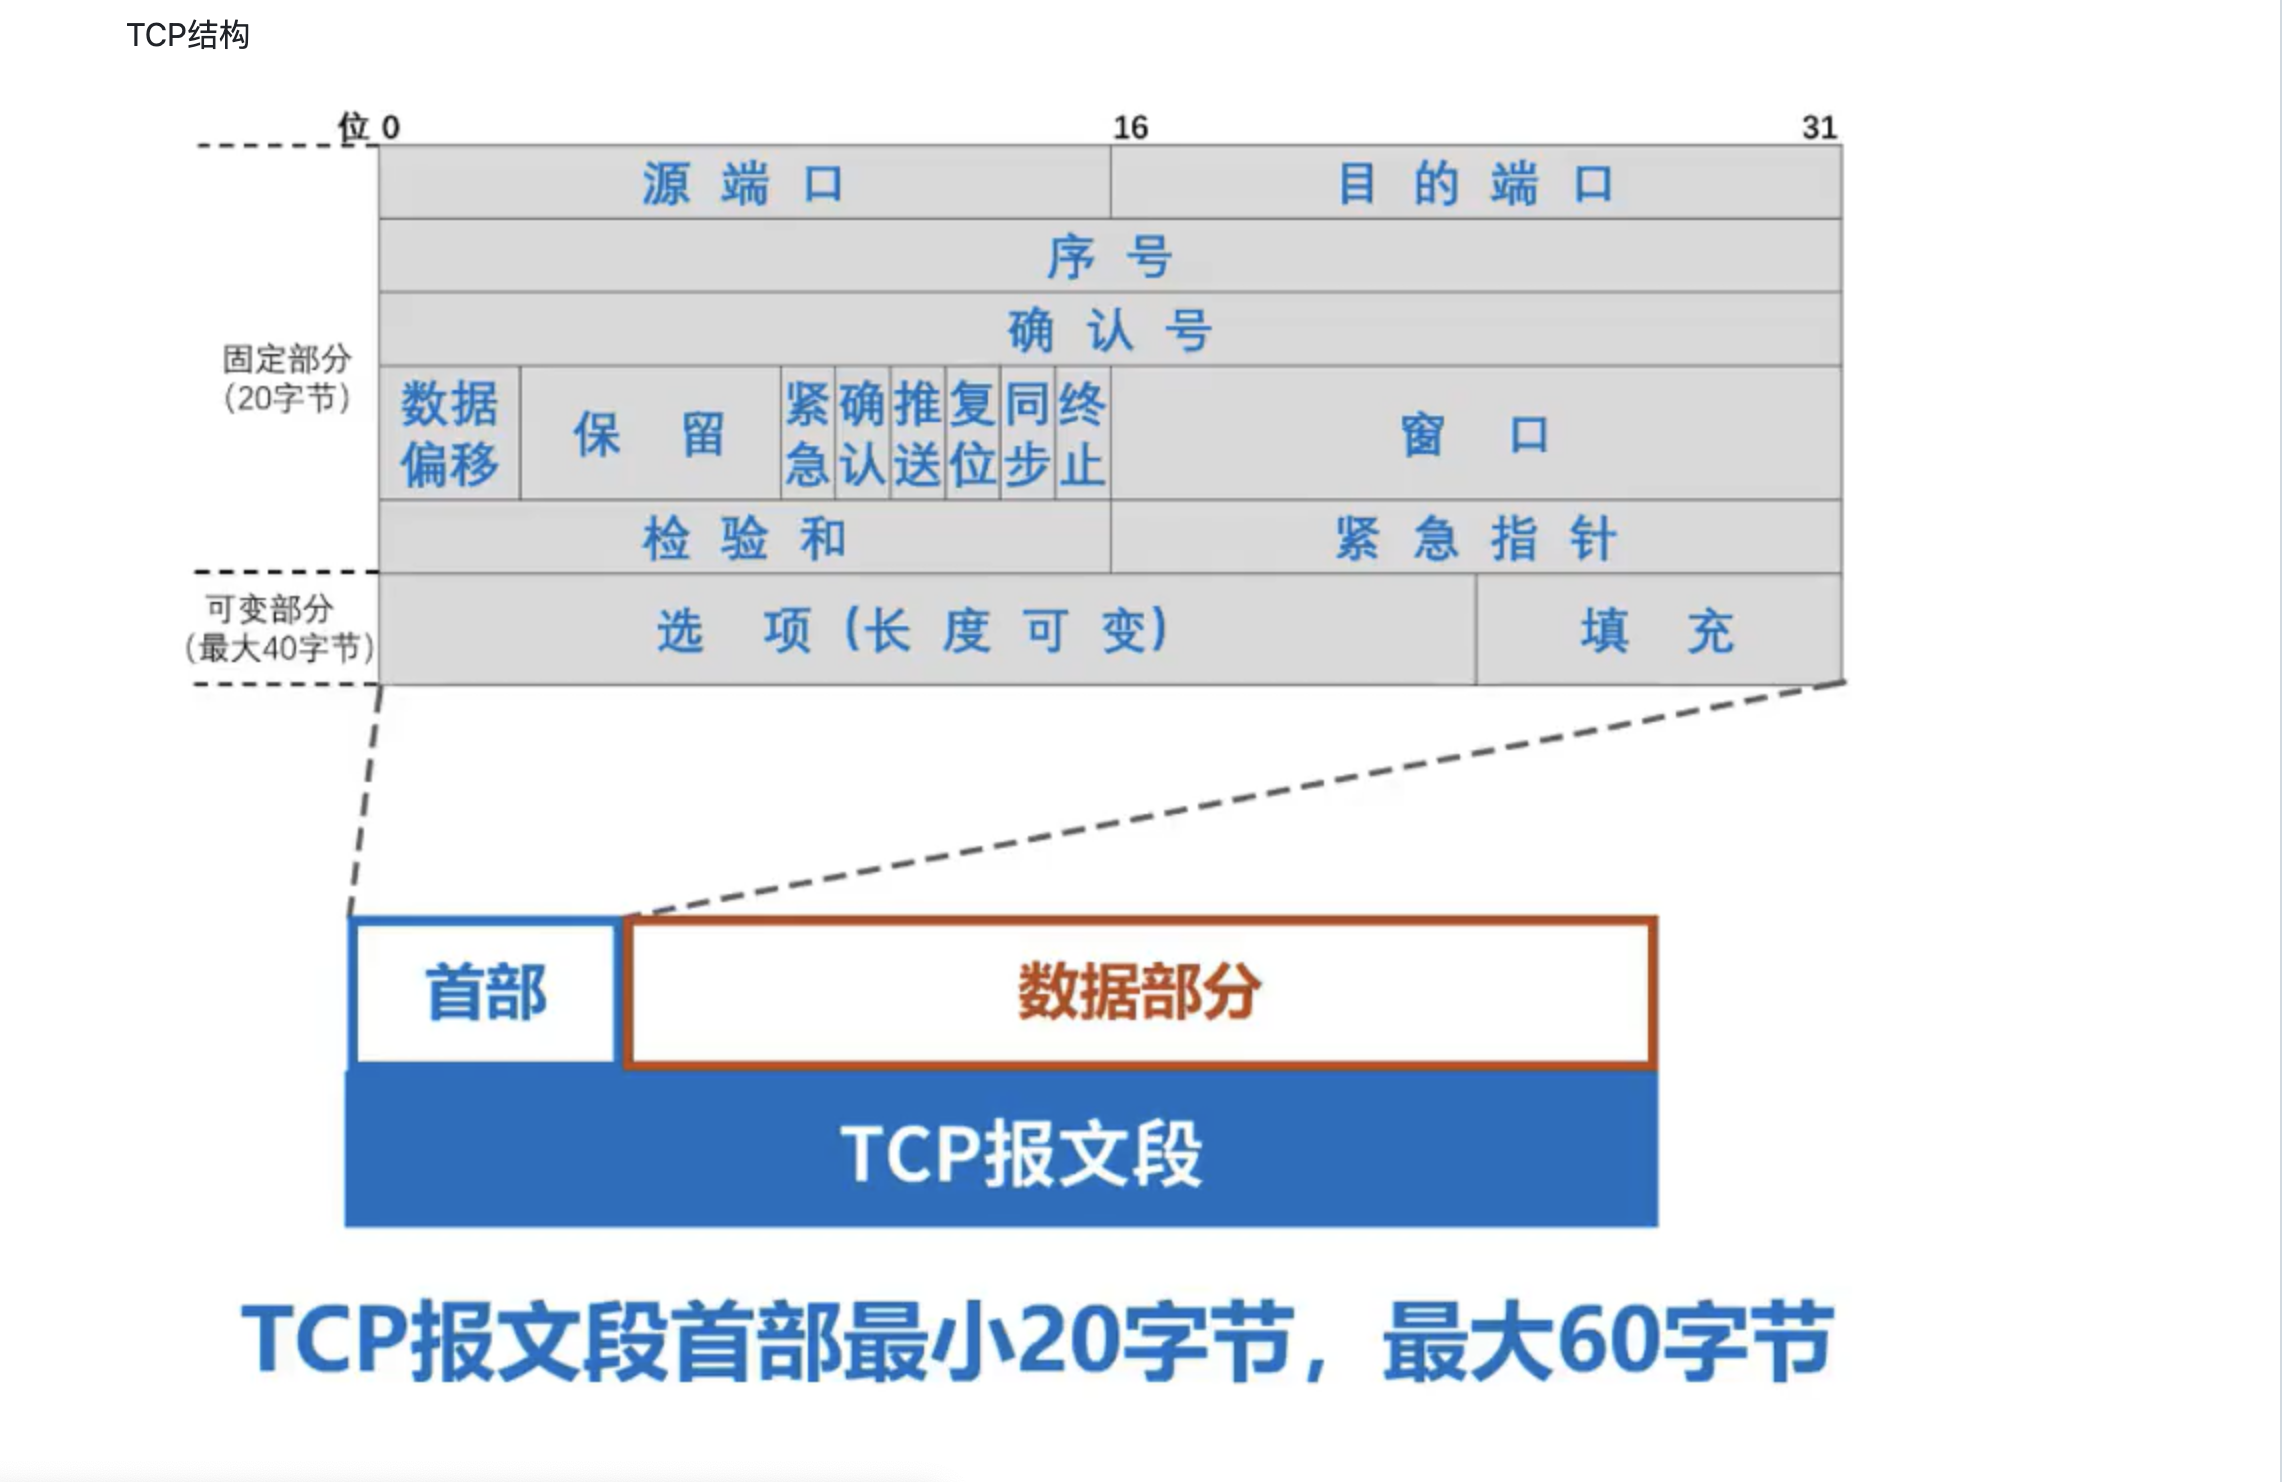 TCP结构
位 0 16 31
源端口 目的端口
序号
确认号
固定部分
（20字节）
数据偏移 保留 紧急 确认 推送 复位 同步 终止 窗口
检验和 紧急指针
可变部分
（最大40字节）
选项（长度可变） 填充
首部 数据部分
TCP报文段
TCP报文段首部最小20字节，最大60字节